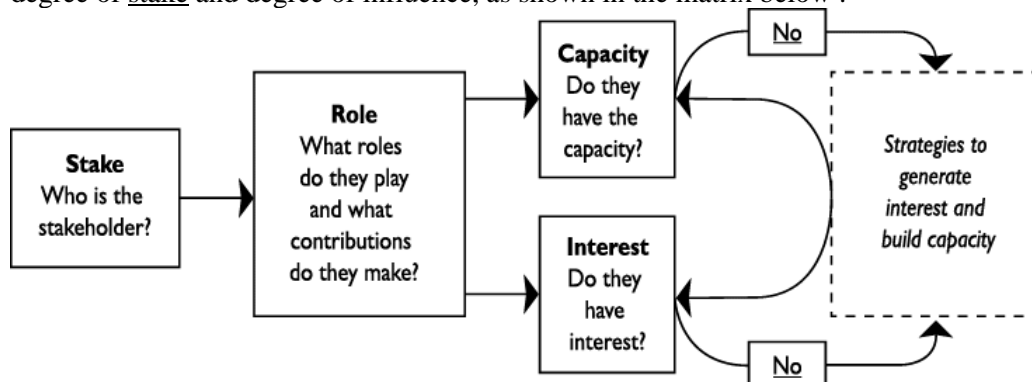 degree of stake and degree of influence, as shown in the matrix below .
Stake
Who is the
stakeholder?
Role
What roles
do they play
and what
contributions
do they make?
Capacity
Do they
have the
capacity?
No
Interest
Do they
have
interest?
No
Strategies to
generate
interest and
build capacity